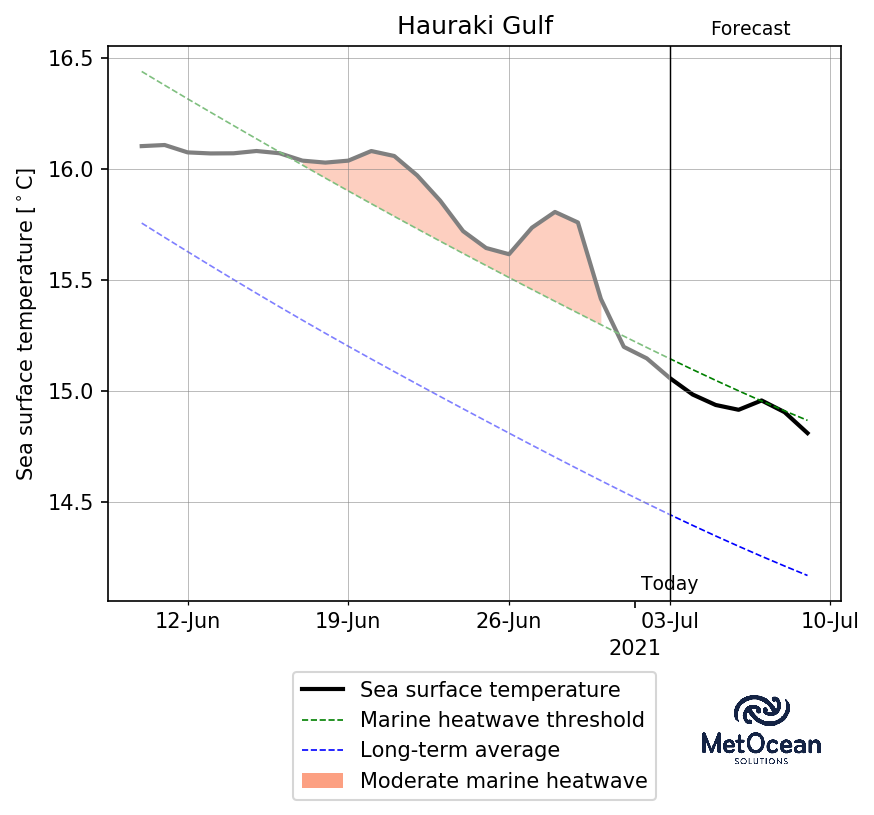 Hauraki Gulf
Forecast
16.5
16.0
15.5
15.0
14.5
Sea surface temperature [°C]
Today
12-Jun 19-Jun 26-Jun 03-Jul 10-Jul
2021
Sea surface temperature
Marine heatwave threshold
Long-term average
Moderate marine heatwave
MetOcean
SOLUTIONS